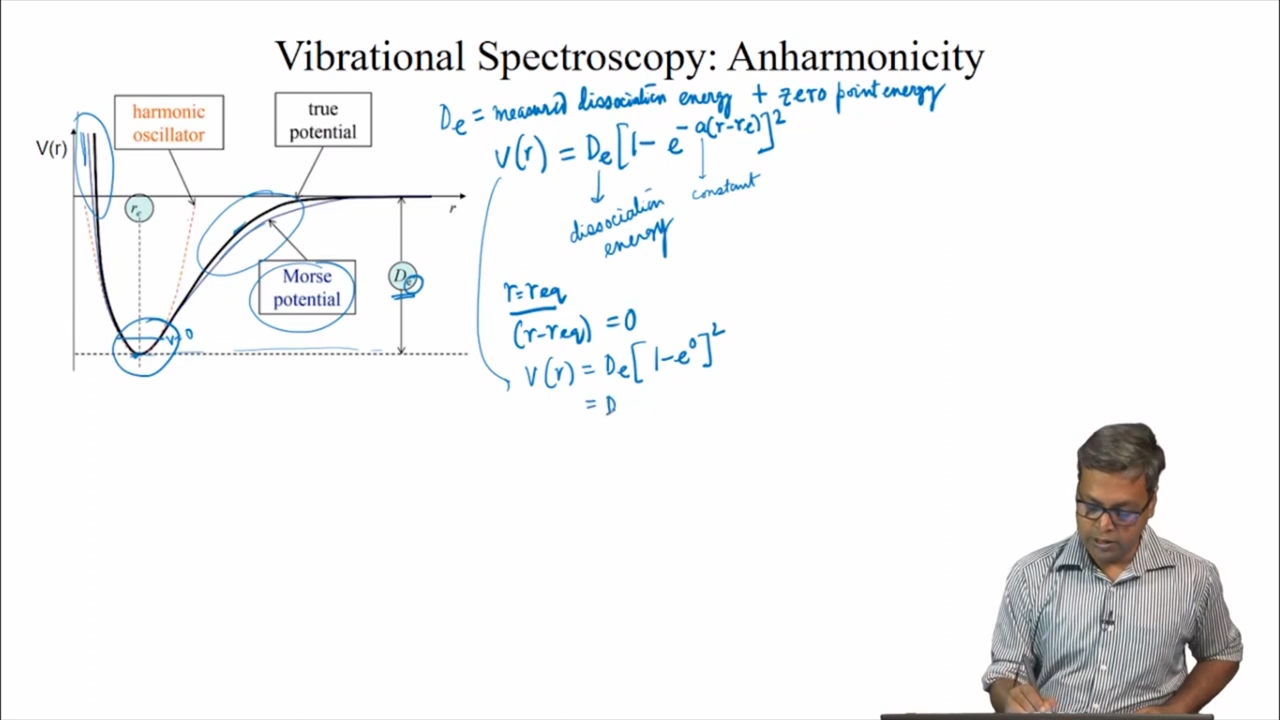 Vibrational Spectroscopy: Anharmonicity
harmonic
oscillator
true
potential
V(r)
r
rₑ
Morse
potential
Dₑ
v=0
Dₑ = measured dissociation energy + zero point energy
V(r) = Dₑ[1- e^-a(r-rₑ)]²
dissociation
energy
constant
r=req
(r-req) = 0
V(r) = Dₑ[1-e⁰]²
= D